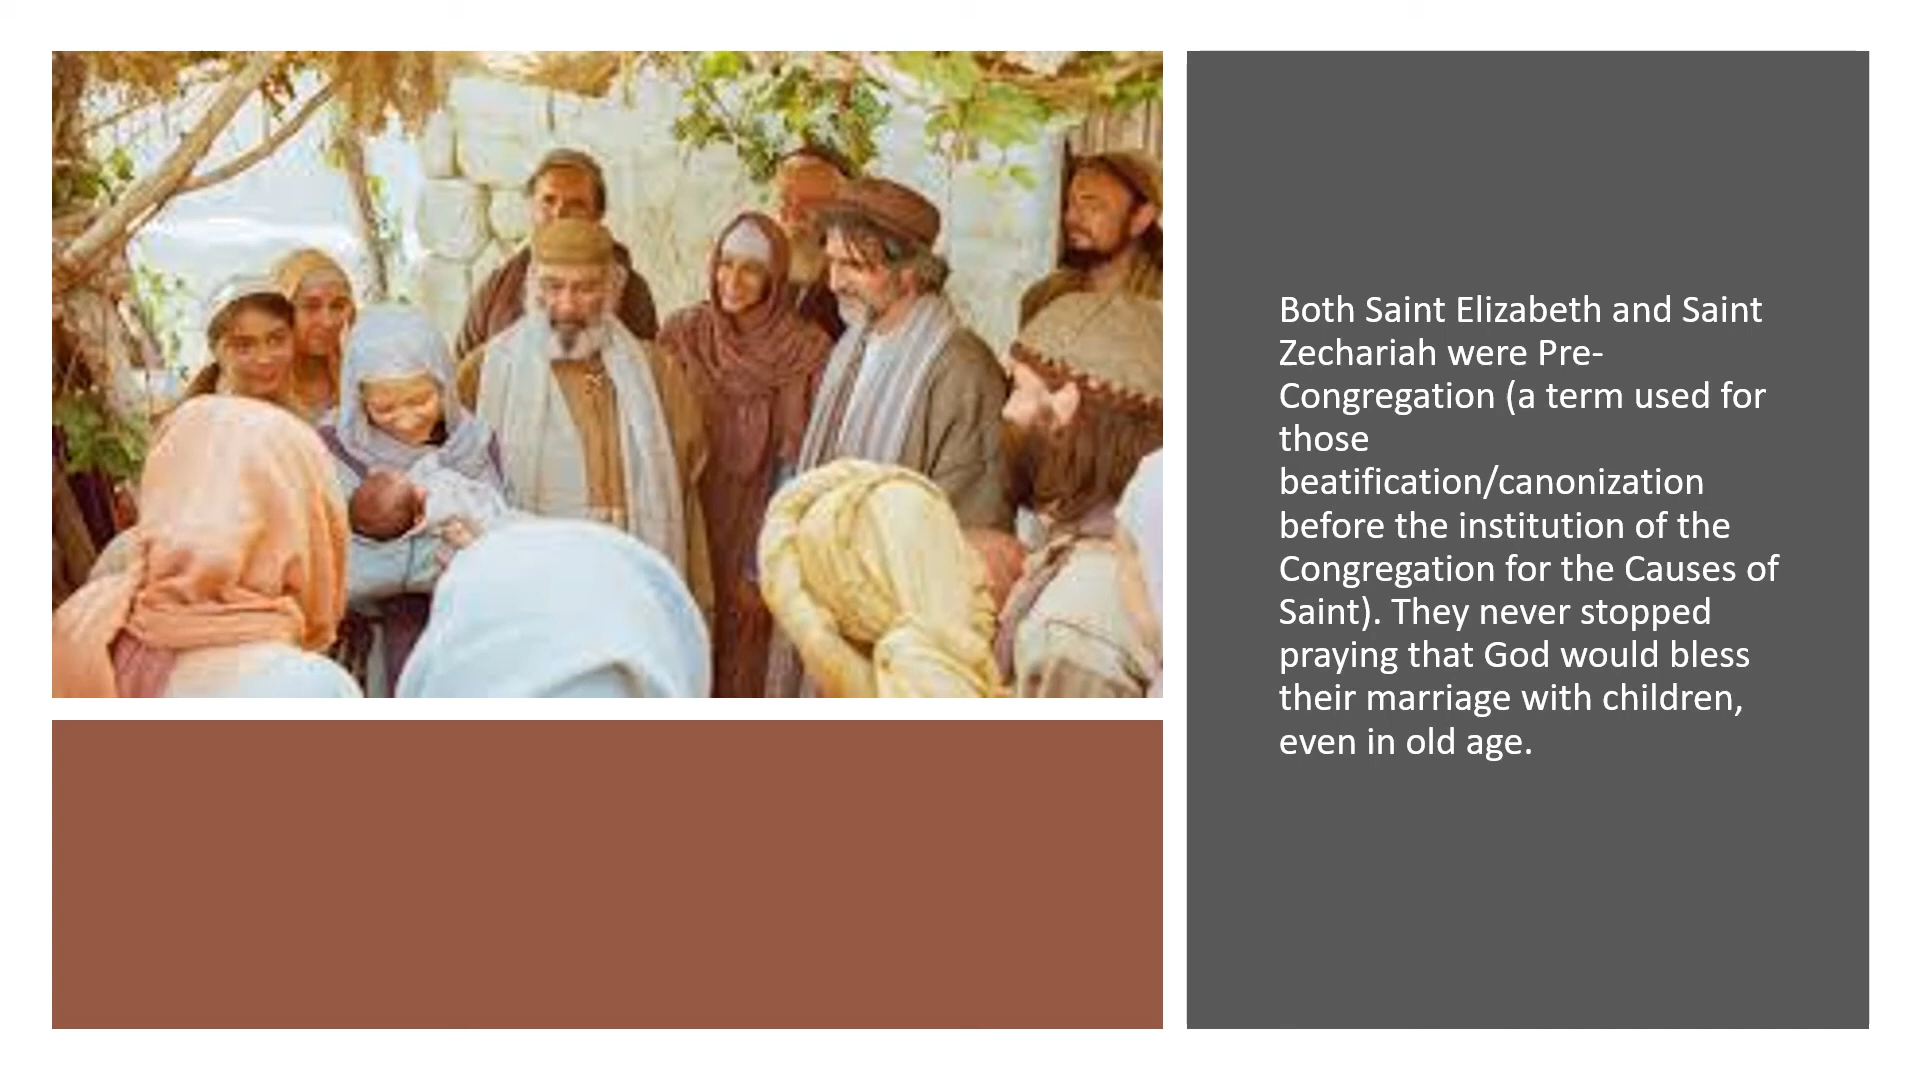 Both Saint Elizabeth and Saint
Zechariah were Pre-
Congregation (a term used for
those
beatification/canonization
before the institution of the
Congregation for the Causes of
Saint). They never stopped
praying that God would bless
their marriage with children,
even in old age.